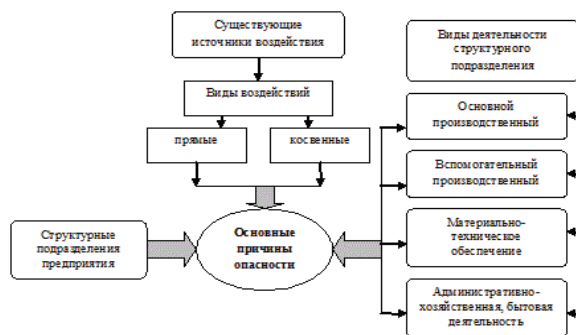 Существующие
источники воздействия
Виды деятельности
структурного
подразделения
Виды воздействий
прямые
косвенные
Основной
производственный
Вспомогательный
производственный
Структурные
подразделения
предприятия
Основные
причины
опасности
Материально-
техническое
обеспечение
Административно-
хозяйственная, бытовая
деятельность